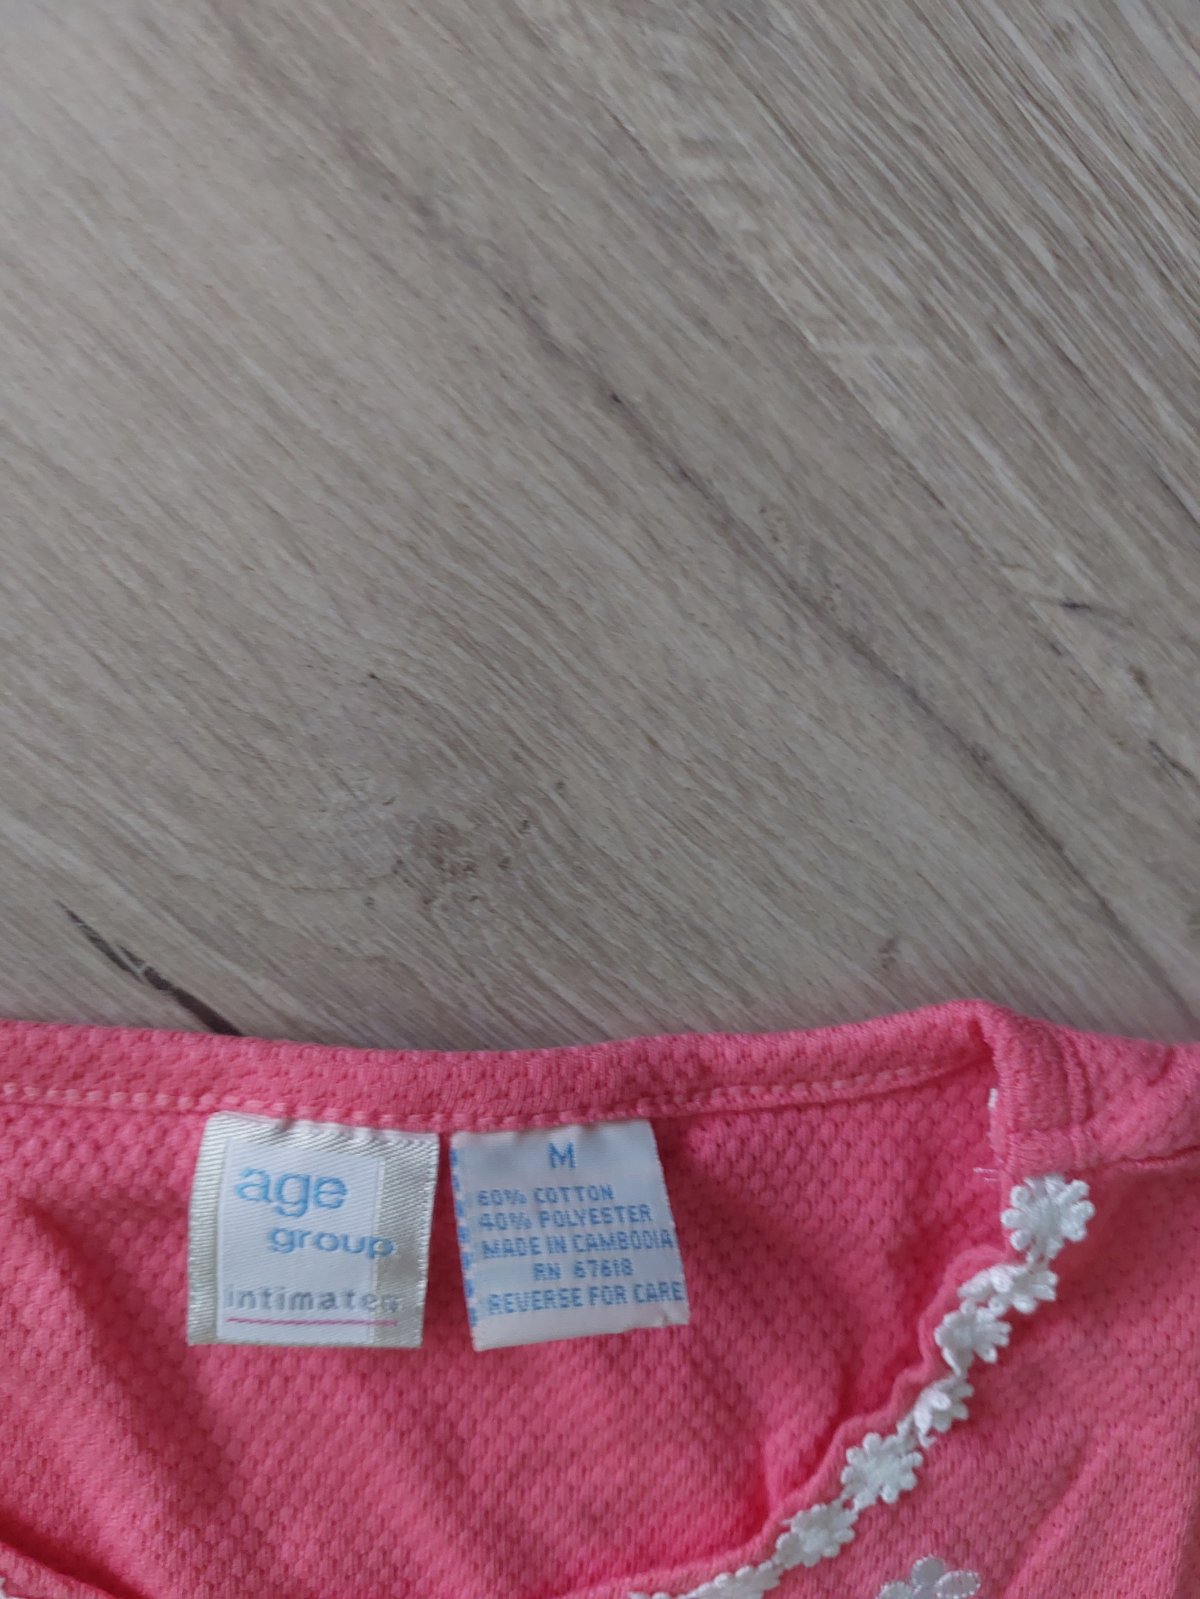 age
group
intimates
M
60% COTTON
40% POLYESTER
MADE IN CAMBODIA
RN 67618
REVERSE FOR CARE